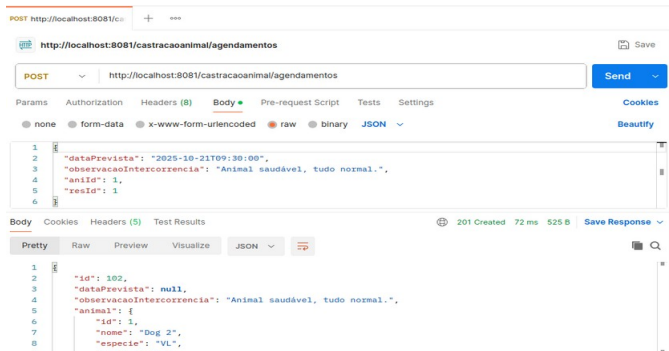 POST http://localhost:8081/ca
http://localhost:8081/castracaoanimal/agendamentos
Save
POST http://localhost:8081/castracaoanimal/agendamentos
Send
Params Authorization Headers (8) Body Pre-request Script Tests Settings
Cookies
none form-data x-www-form-urlencoded raw binary JSON
Beautify
1 {
2 "dataPrevista": "2025-10-21T09:30:00",
3 "observacaoIntercorrencia": "Animal saudável, tudo normal.",
4 "aniId": 1,
5 "resId": 1
6 }
Body Cookies Headers (5) Test Results
201 Created 72 ms 525 B Save Response
Pretty Raw Preview Visualize JSON
1 {
2 "id": 102,
3 "dataPrevista": null,
4 "observacaoIntercorrencia": "Animal saudável, tudo normal.",
5 "animal": {
6 "id": 1,
7 "nome": "Dog 2",
8 "especie": "VL",